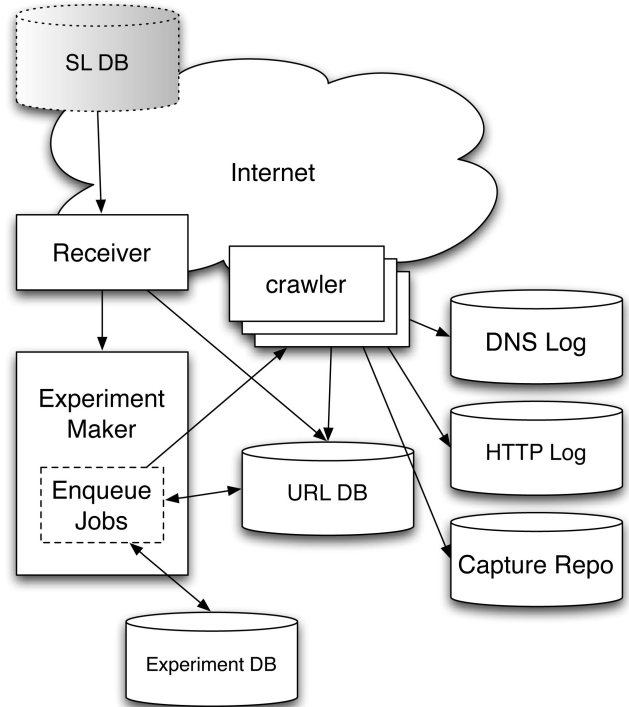 SL DB
Internet
Receiver
crawler
DNS Log
Experiment
Maker
HTTP Log
Enqueue
Jobs
URL DB
Capture Repo
Experiment DB